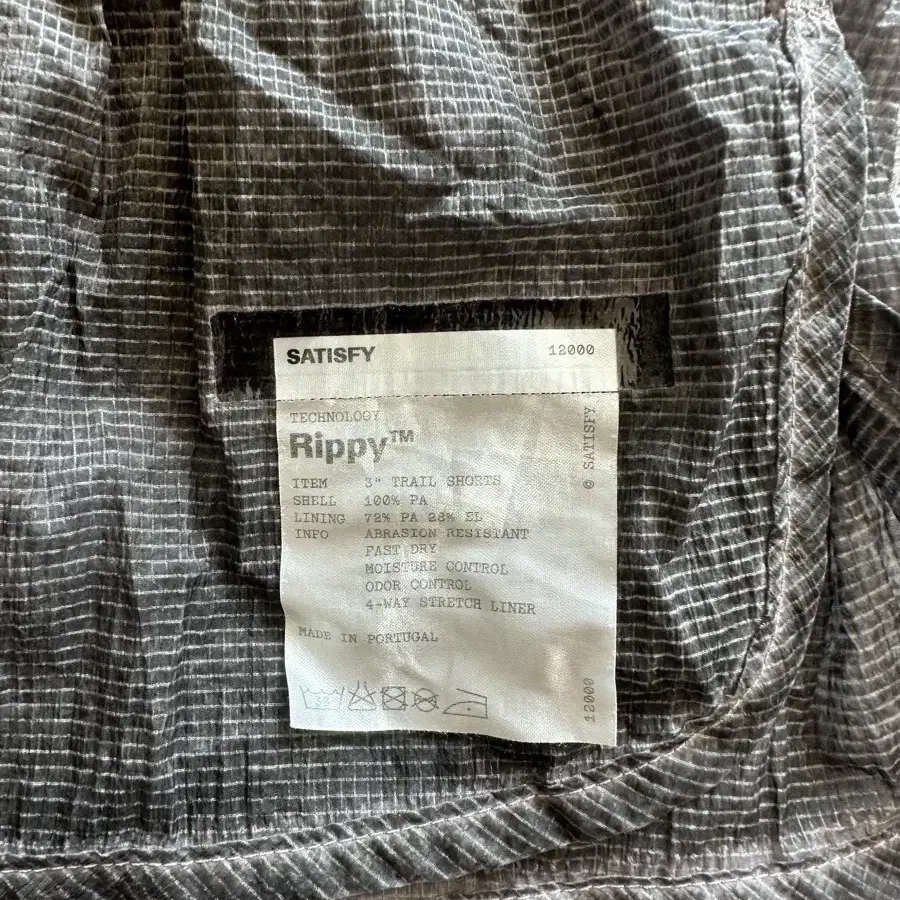 SATISFY 12000
TECHNOLOGY
Rippy™
ITEM 3" TRAIL SHORTS
SHELL 100% PA
LINING 72% PA 28% EL
INFO ABRASION RESISTANT
FAST DRY
MOISTURE CONTROL
ODOR CONTROL
4-WAY STRETCH LINER
MADE IN PORTUGAL
© SATISFY
12000